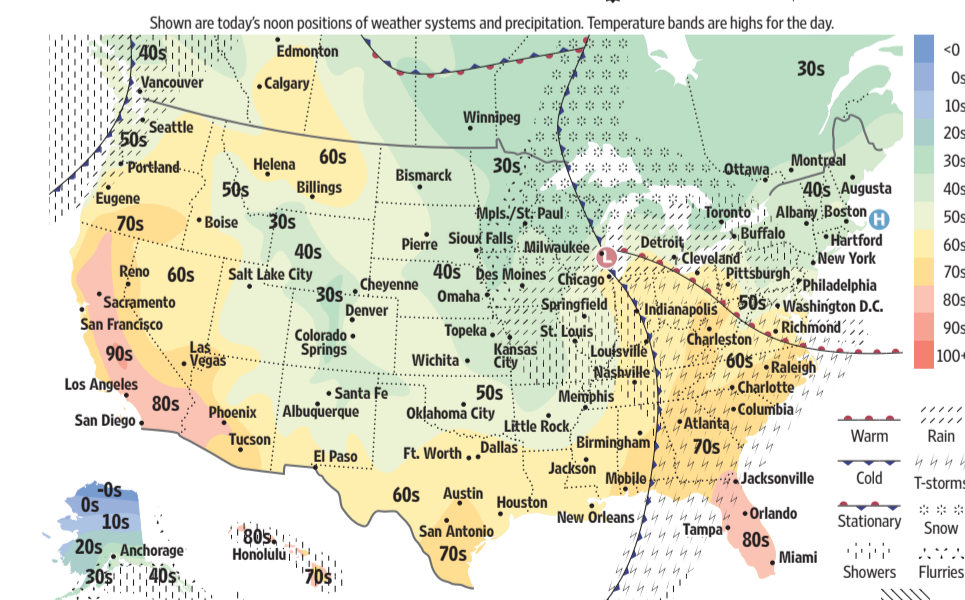 Shown are today's noon positions of weather systems and precipitation. Temperature bands are highs for the day.
40s
Edmonton
<0
Vancouver
Calgary
30s
0s
10s
Winnipeg
Seattle
20s
50s
Portland
Helena
60s
30s
Ottawa
Montreal
30s
Bismarck
Eugene
50s
Billings
40s
Augusta
40s
70s
Boise
30s
Mpls./St. Paul
Toronto
Albany
Boston
H
50s
Pierre
Sioux Falls
Milwaukee
Detroit
Buffalo
Hartford
60s
40s
L
Cleveland
New York
Reno
60s
Salt Lake City
40s
Des Moines
Chicago
Pittsburgh
Philadelphia
70s
Sacramento
30s
Cheyenne
Omaha
Springfield
Indianapolis
50s
Washington D.C.
80s
San Francisco
Denver
Topeka
St. Louis
Charleston
Richmond
90s
Colorado
Springs
Kansas
City
Louisville
90s
Las
Vegas
Wichita
Nashville
60s
Raleigh
100+
Los Angeles
80s
Santa Fe
50s
Memphis
Charlotte
San Diego
Phoenix
Albuquerque
Oklahoma City
Little Rock
Columbia
Tucson
Birmingham
Atlanta
Warm
Rain
El Paso
Ft. Worth
Dallas
Jackson
70s
Mobile
Jacksonville
Cold
T-storms
-0s
0s
60s
Austin
Houston
New Orleans
Orlando
10s
San Antonio
Tampa
80s
Stationary
Snow
20s
Anchorage
80s
Honolulu
70s
Miami
30s
40s
70s
Showers
Flurries